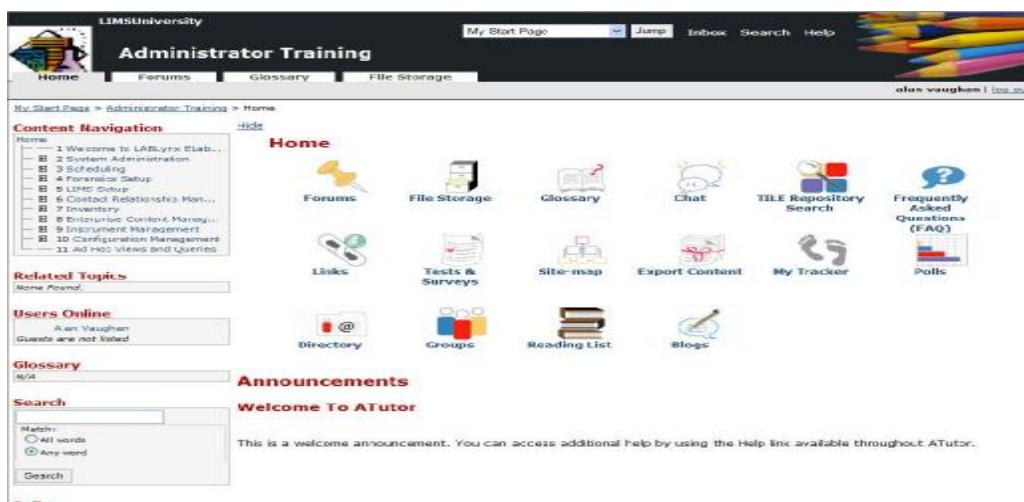 LIMSUniversity
My Start Page Jump Inbox Search Help
Administrator Training
Home Forums Glossary File Storage
alan vaughan |
My Start Page > Administrator Training > Home
Content Navigation
Home
1 Welcome to LABLynx ELab...
2 System Administration
3 Scheduling
4 Forensics Setup
5 LIMS Setup
6 Contact Relationship Man...
7 Inventory
8 Enterprise Content Manag...
9 Instrument Management
10 Configuration Management
11 Ad Hoc Views and Queries
Related Topics
None Found.
Users Online
Alan Vaughan
Guests are not listed
Glossary
N/A
Search
Match:
All words
Any word
Search
Hide
Home
Forums
File Storage
Glossary
Chat
TILE Repository
Search
Frequently
Asked
Questions
(FAQ)
Links
Tests &
Surveys
Site-map
Export Content
My Tracker
Polls
@
Directory
Groups
Reading List
Blogs
Announcements
Welcome To ATutor
This is a welcome announcement. You can access additional help by using the Help link available throughout ATutor.